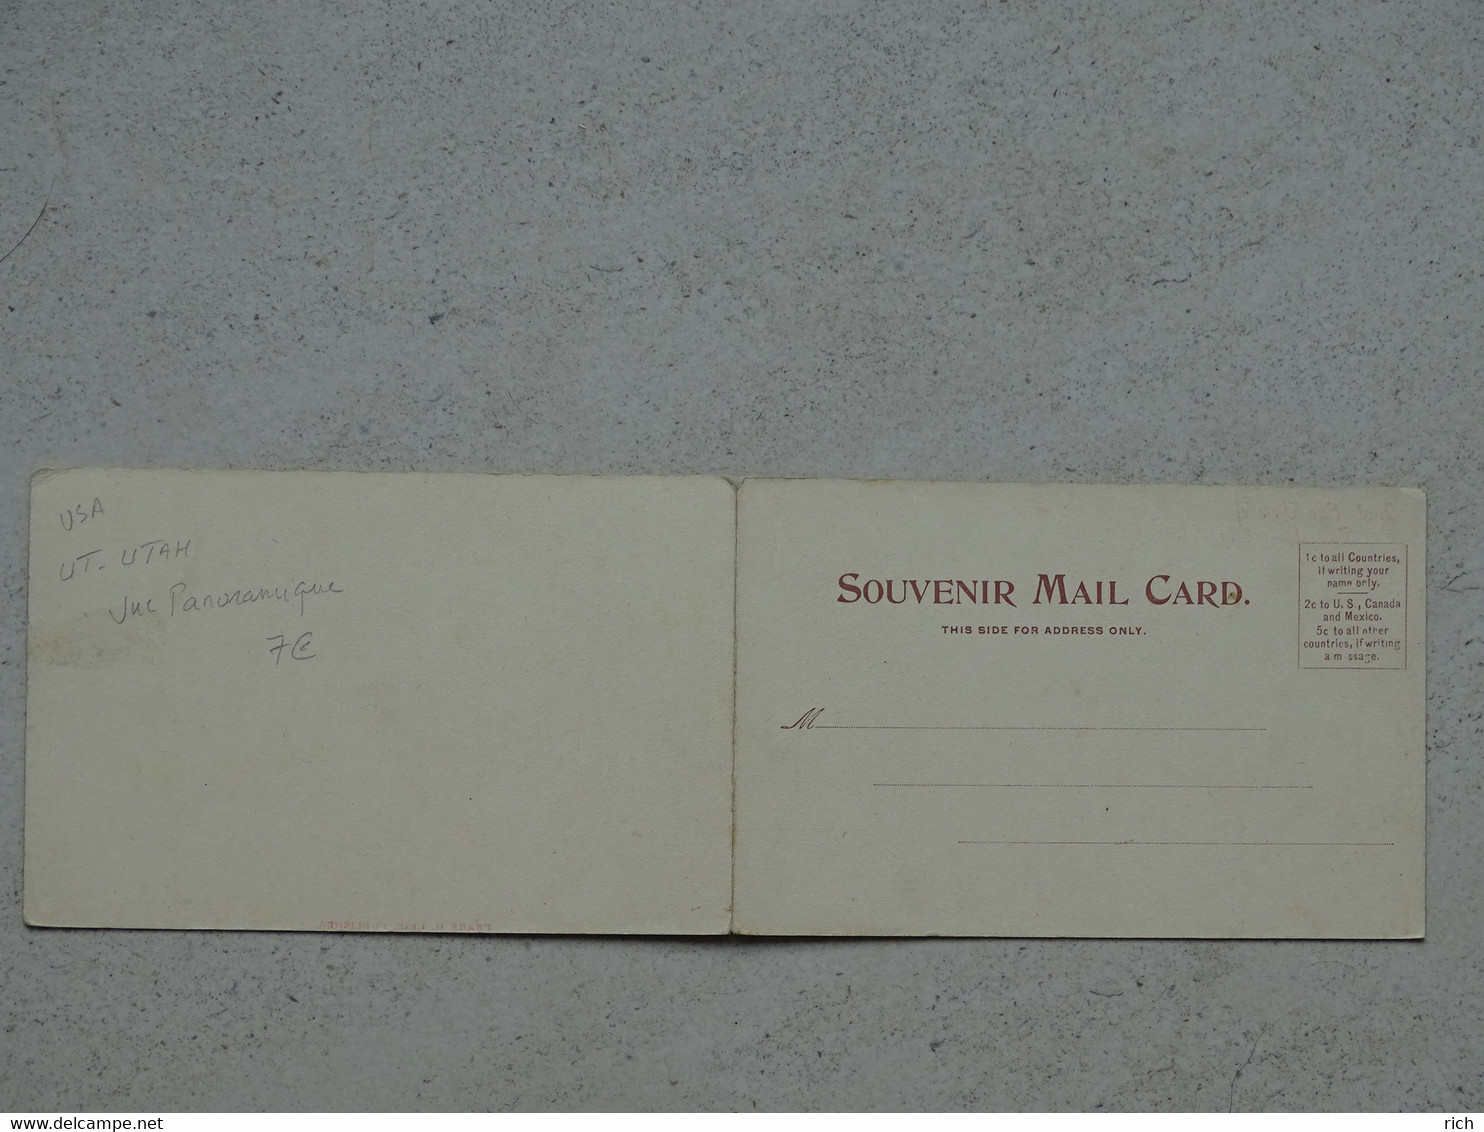 USA
UT - UTAH
Vue Panoramique
7€
SOUVENIR MAIL CARD.
THIS SIDE FOR ADDRESS ONLY.
1c to all Countries,
if writing your
name only.
2c to U. S., Canada
and Mexico.
5c to all other
countries, if writing
a m ssage.
M
www.delcampe.net
rich